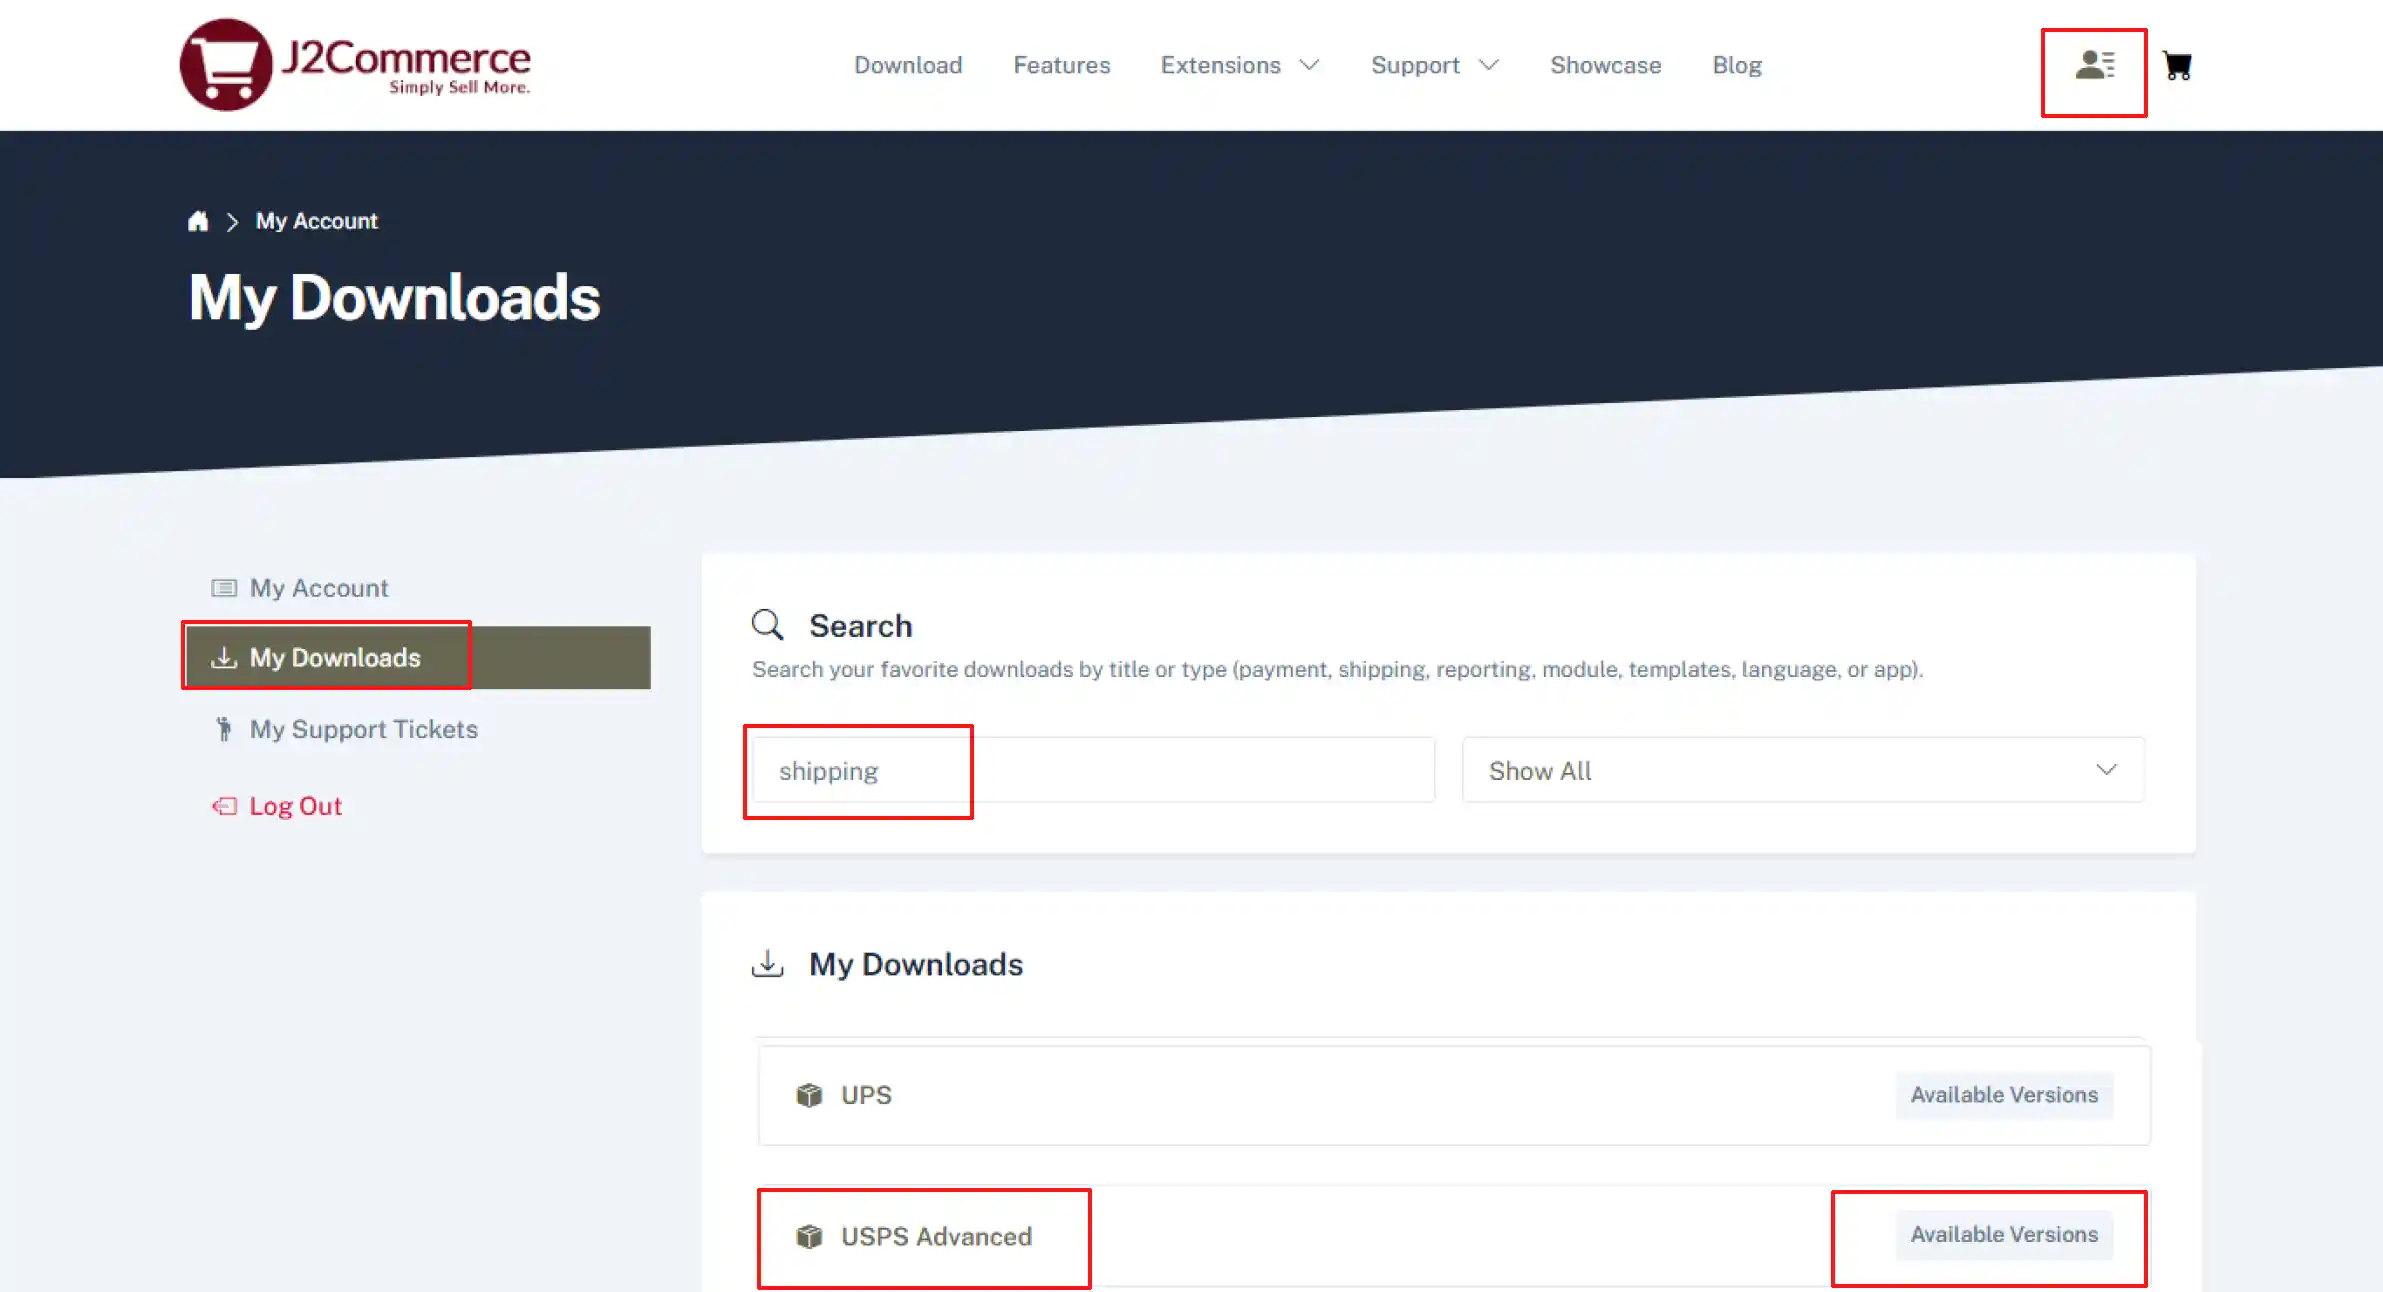 J2Commerce
Simply Sell More.
Download Features Extensions Support Showcase Blog
My Account
My Downloads
My Account
My Downloads
My Support Tickets
Log Out
Search
Search your favorite downloads by title or type (payment, shipping, reporting, module, templates, language, or app).
shipping Show All
My Downloads
UPS Available Versions
USPS Advanced Available Versions